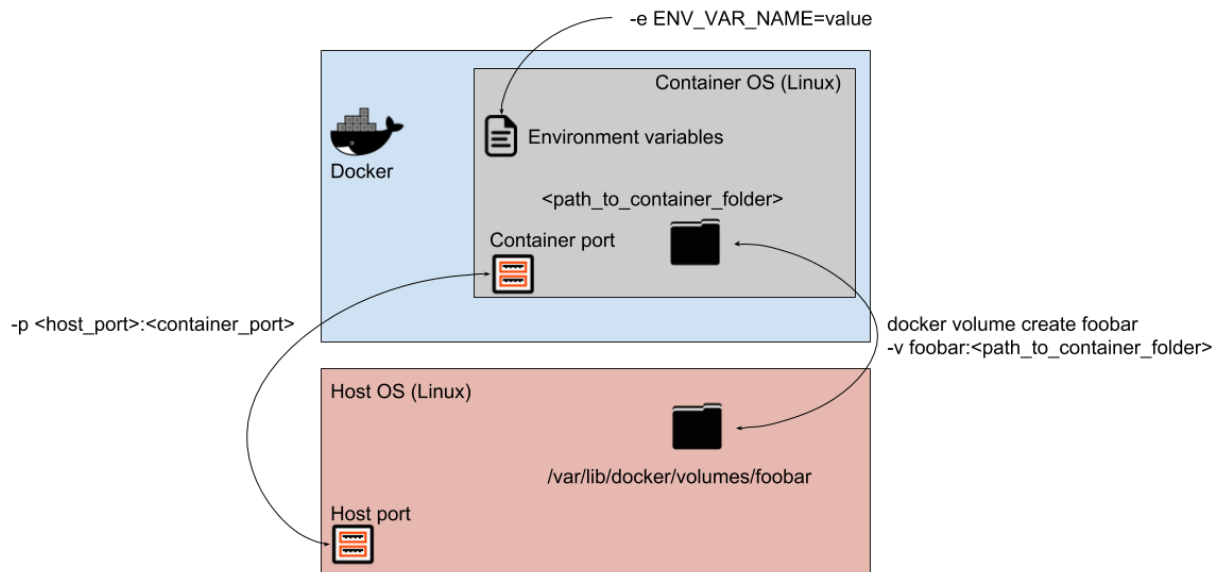 -e ENV_VAR_NAME=value
Container OS (Linux)
Environment variables
Docker
<path_to_container_folder>
Container port
-p <host_port>:<container_port>
docker volume create foobar
-v foobar:<path_to_container_folder>
Host OS (Linux)
/var/lib/docker/volumes/foobar
Host port